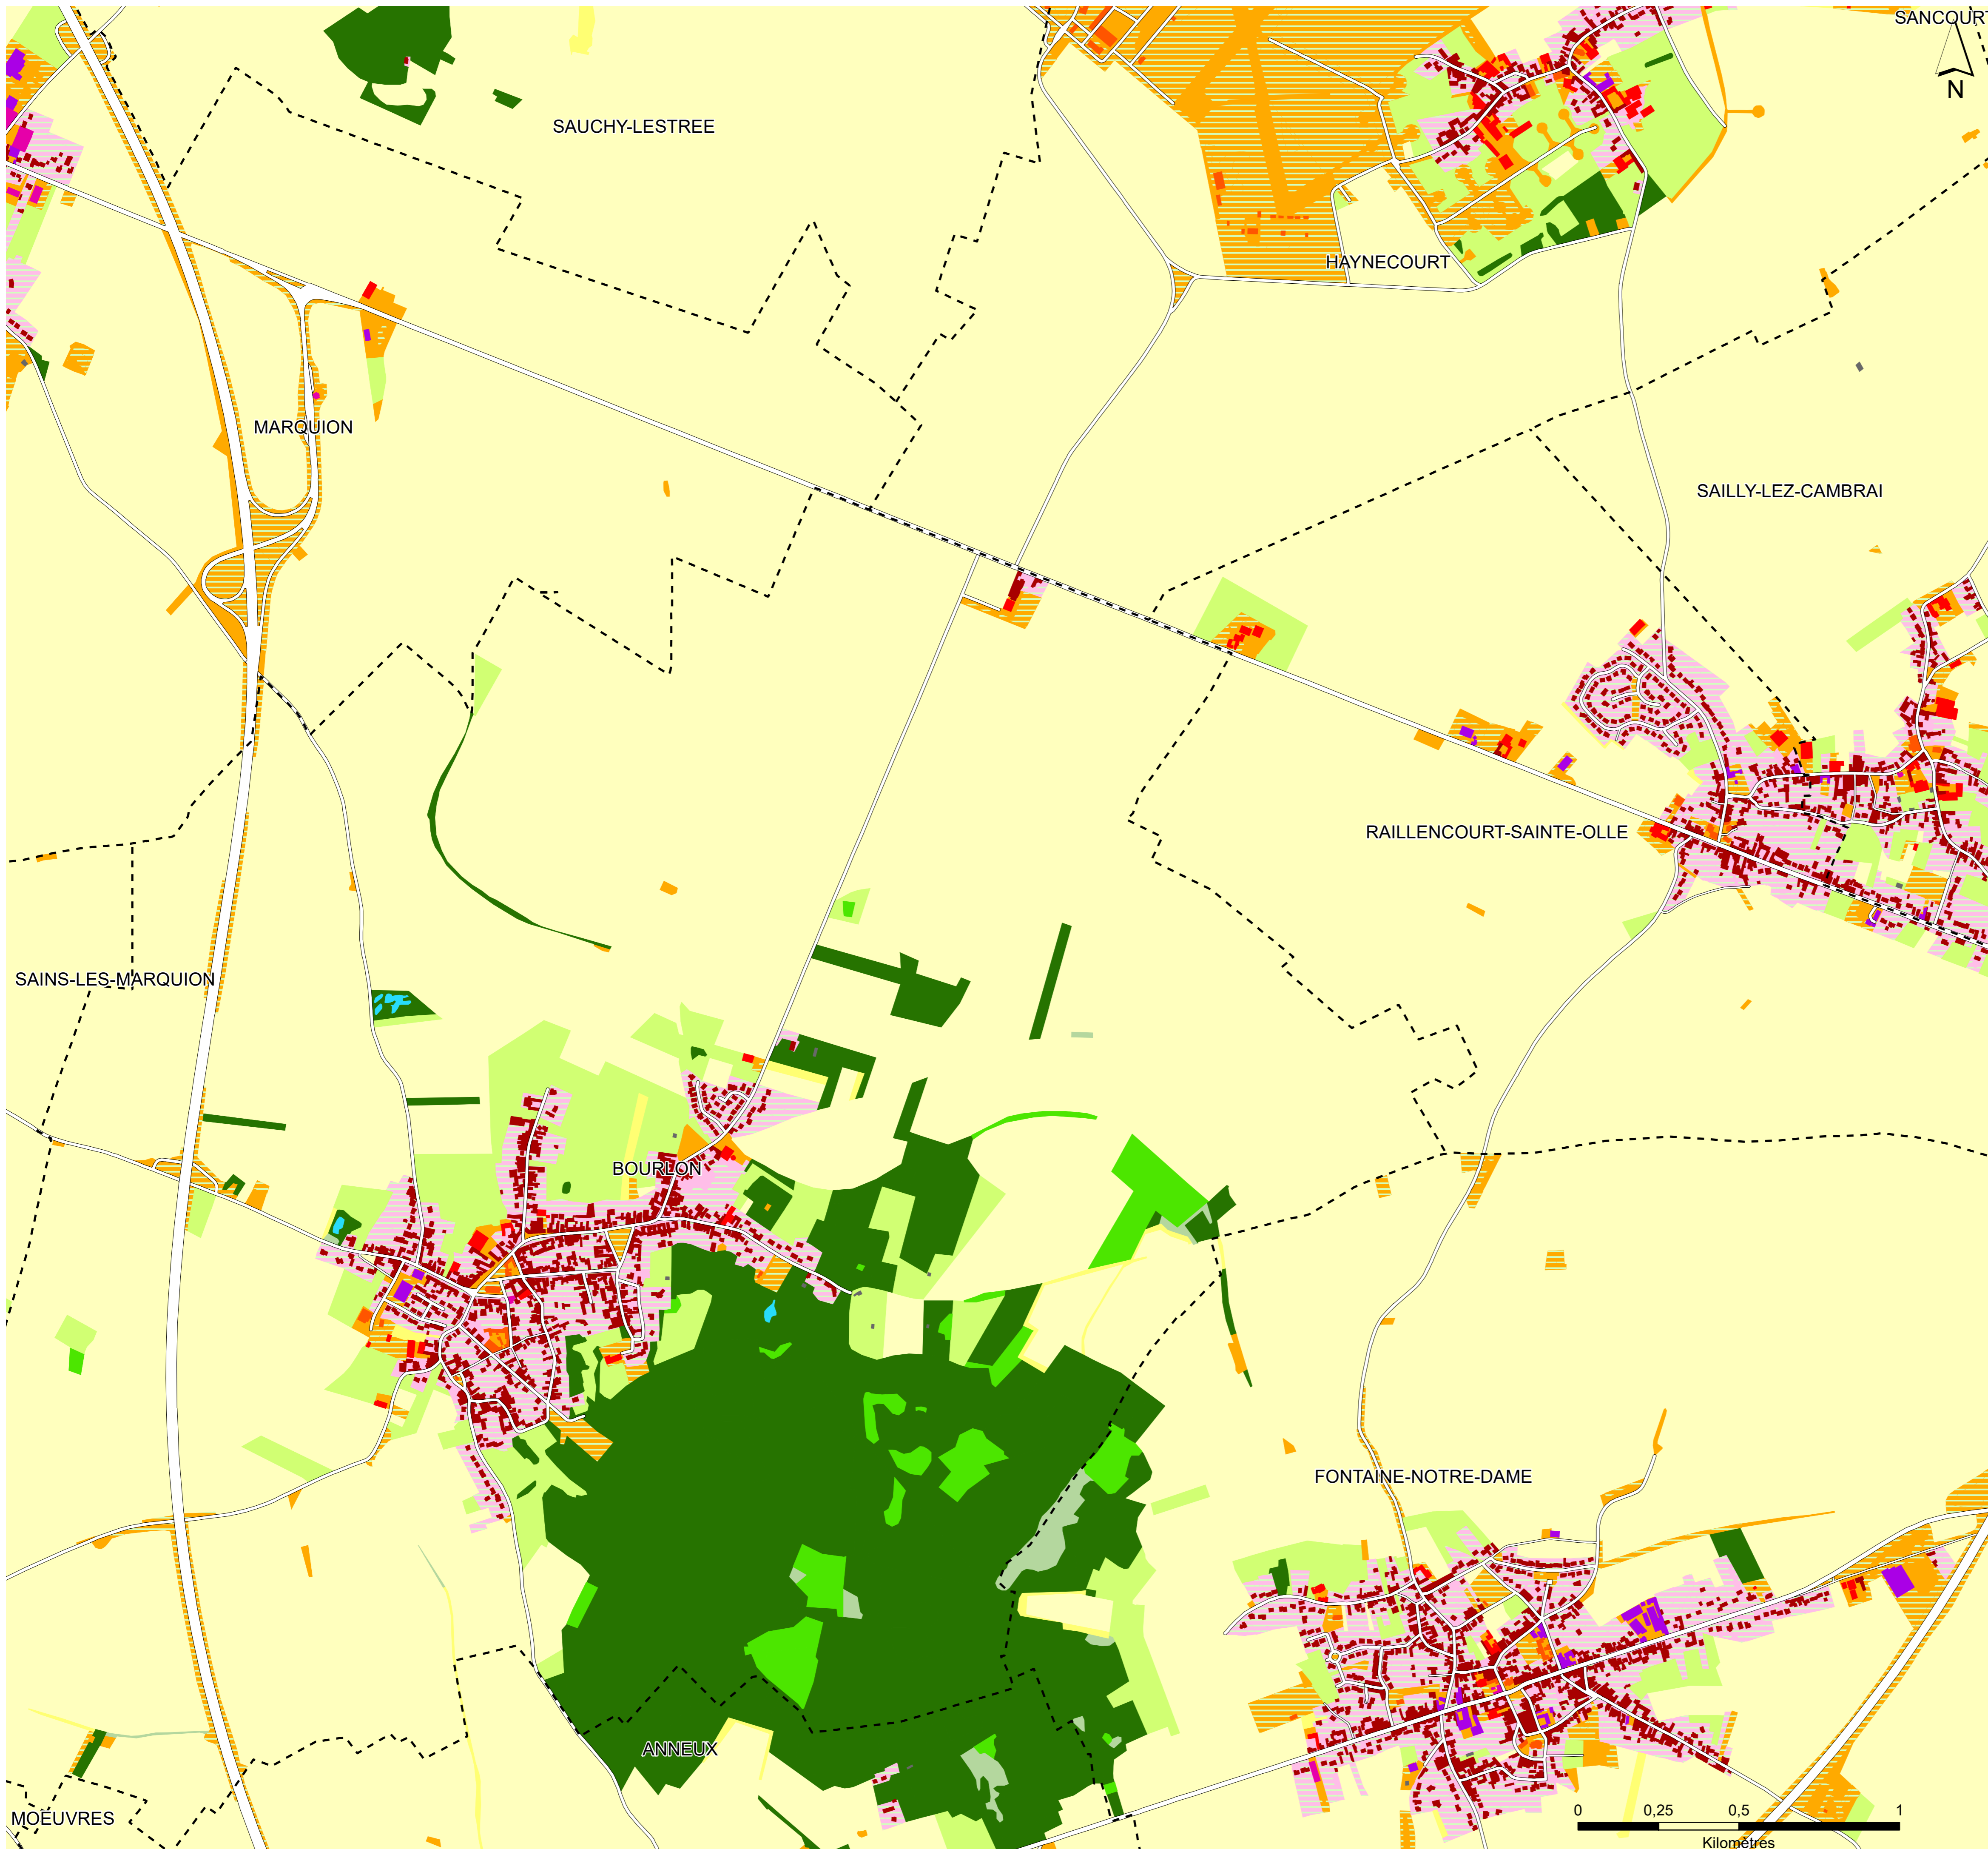 SANCOURT
N
SAUCHY-LESTREE
HAYNECOURT
MARQUION
SAILLY-LEZ-CAMBRAI
RAILLENCOURT-SAINTE-OLLE
SAINS-LES-MARQUION
BOURLON
FONTAINE-NOTRE-DAME
ANNEUX
MOEUVRES
0 0,25 0,5 1
Kilomètres